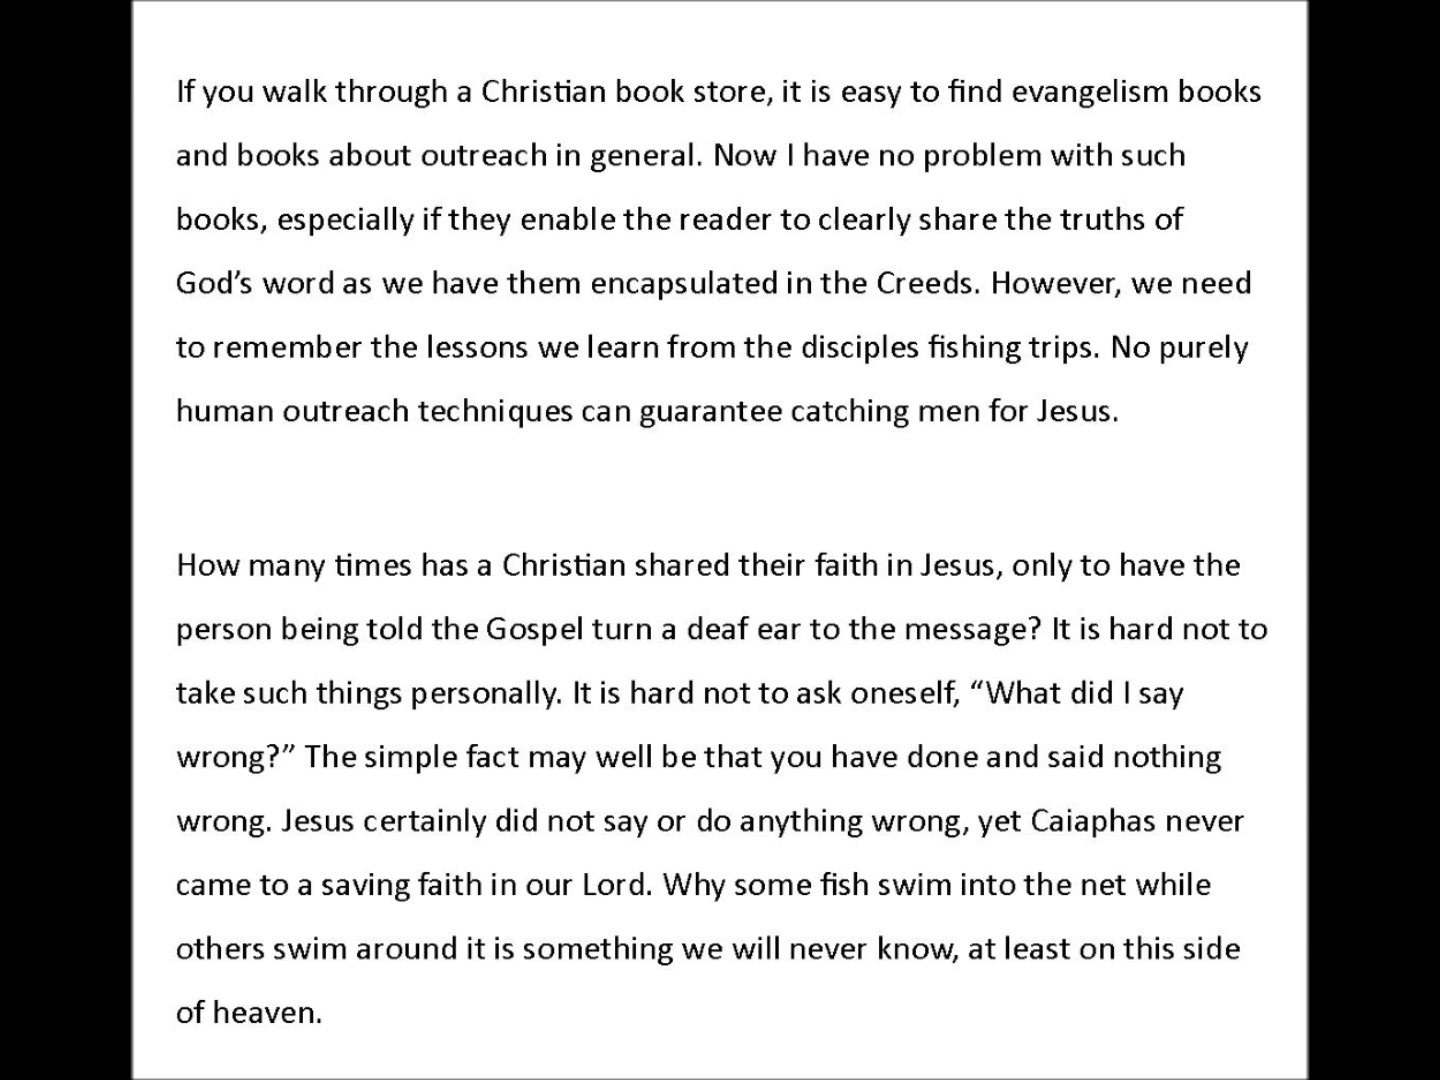 If you walk through a Christian book store, it is easy to find evangelism books
and books about outreach in general. Now I have no problem with such
books, especially if they enable the reader to clearly share the truths of
God’s word as we have them encapsulated in the Creeds. However, we need
to remember the lessons we learn from the disciples fishing trips. No purely
human outreach techniques can guarantee catching men for Jesus.
How many times has a Christian shared their faith in Jesus, only to have the
person being told the Gospel turn a deaf ear to the message? It is hard not to
take such things personally. It is hard not to ask oneself, “What did I say
wrong?” The simple fact may well be that you have done and said nothing
wrong. Jesus certainly did not say or do anything wrong, yet Caiaphas never
came to a saving faith in our Lord. Why some fish swim into the net while
others swim around it is something we will never know, at least on this side
of heaven.